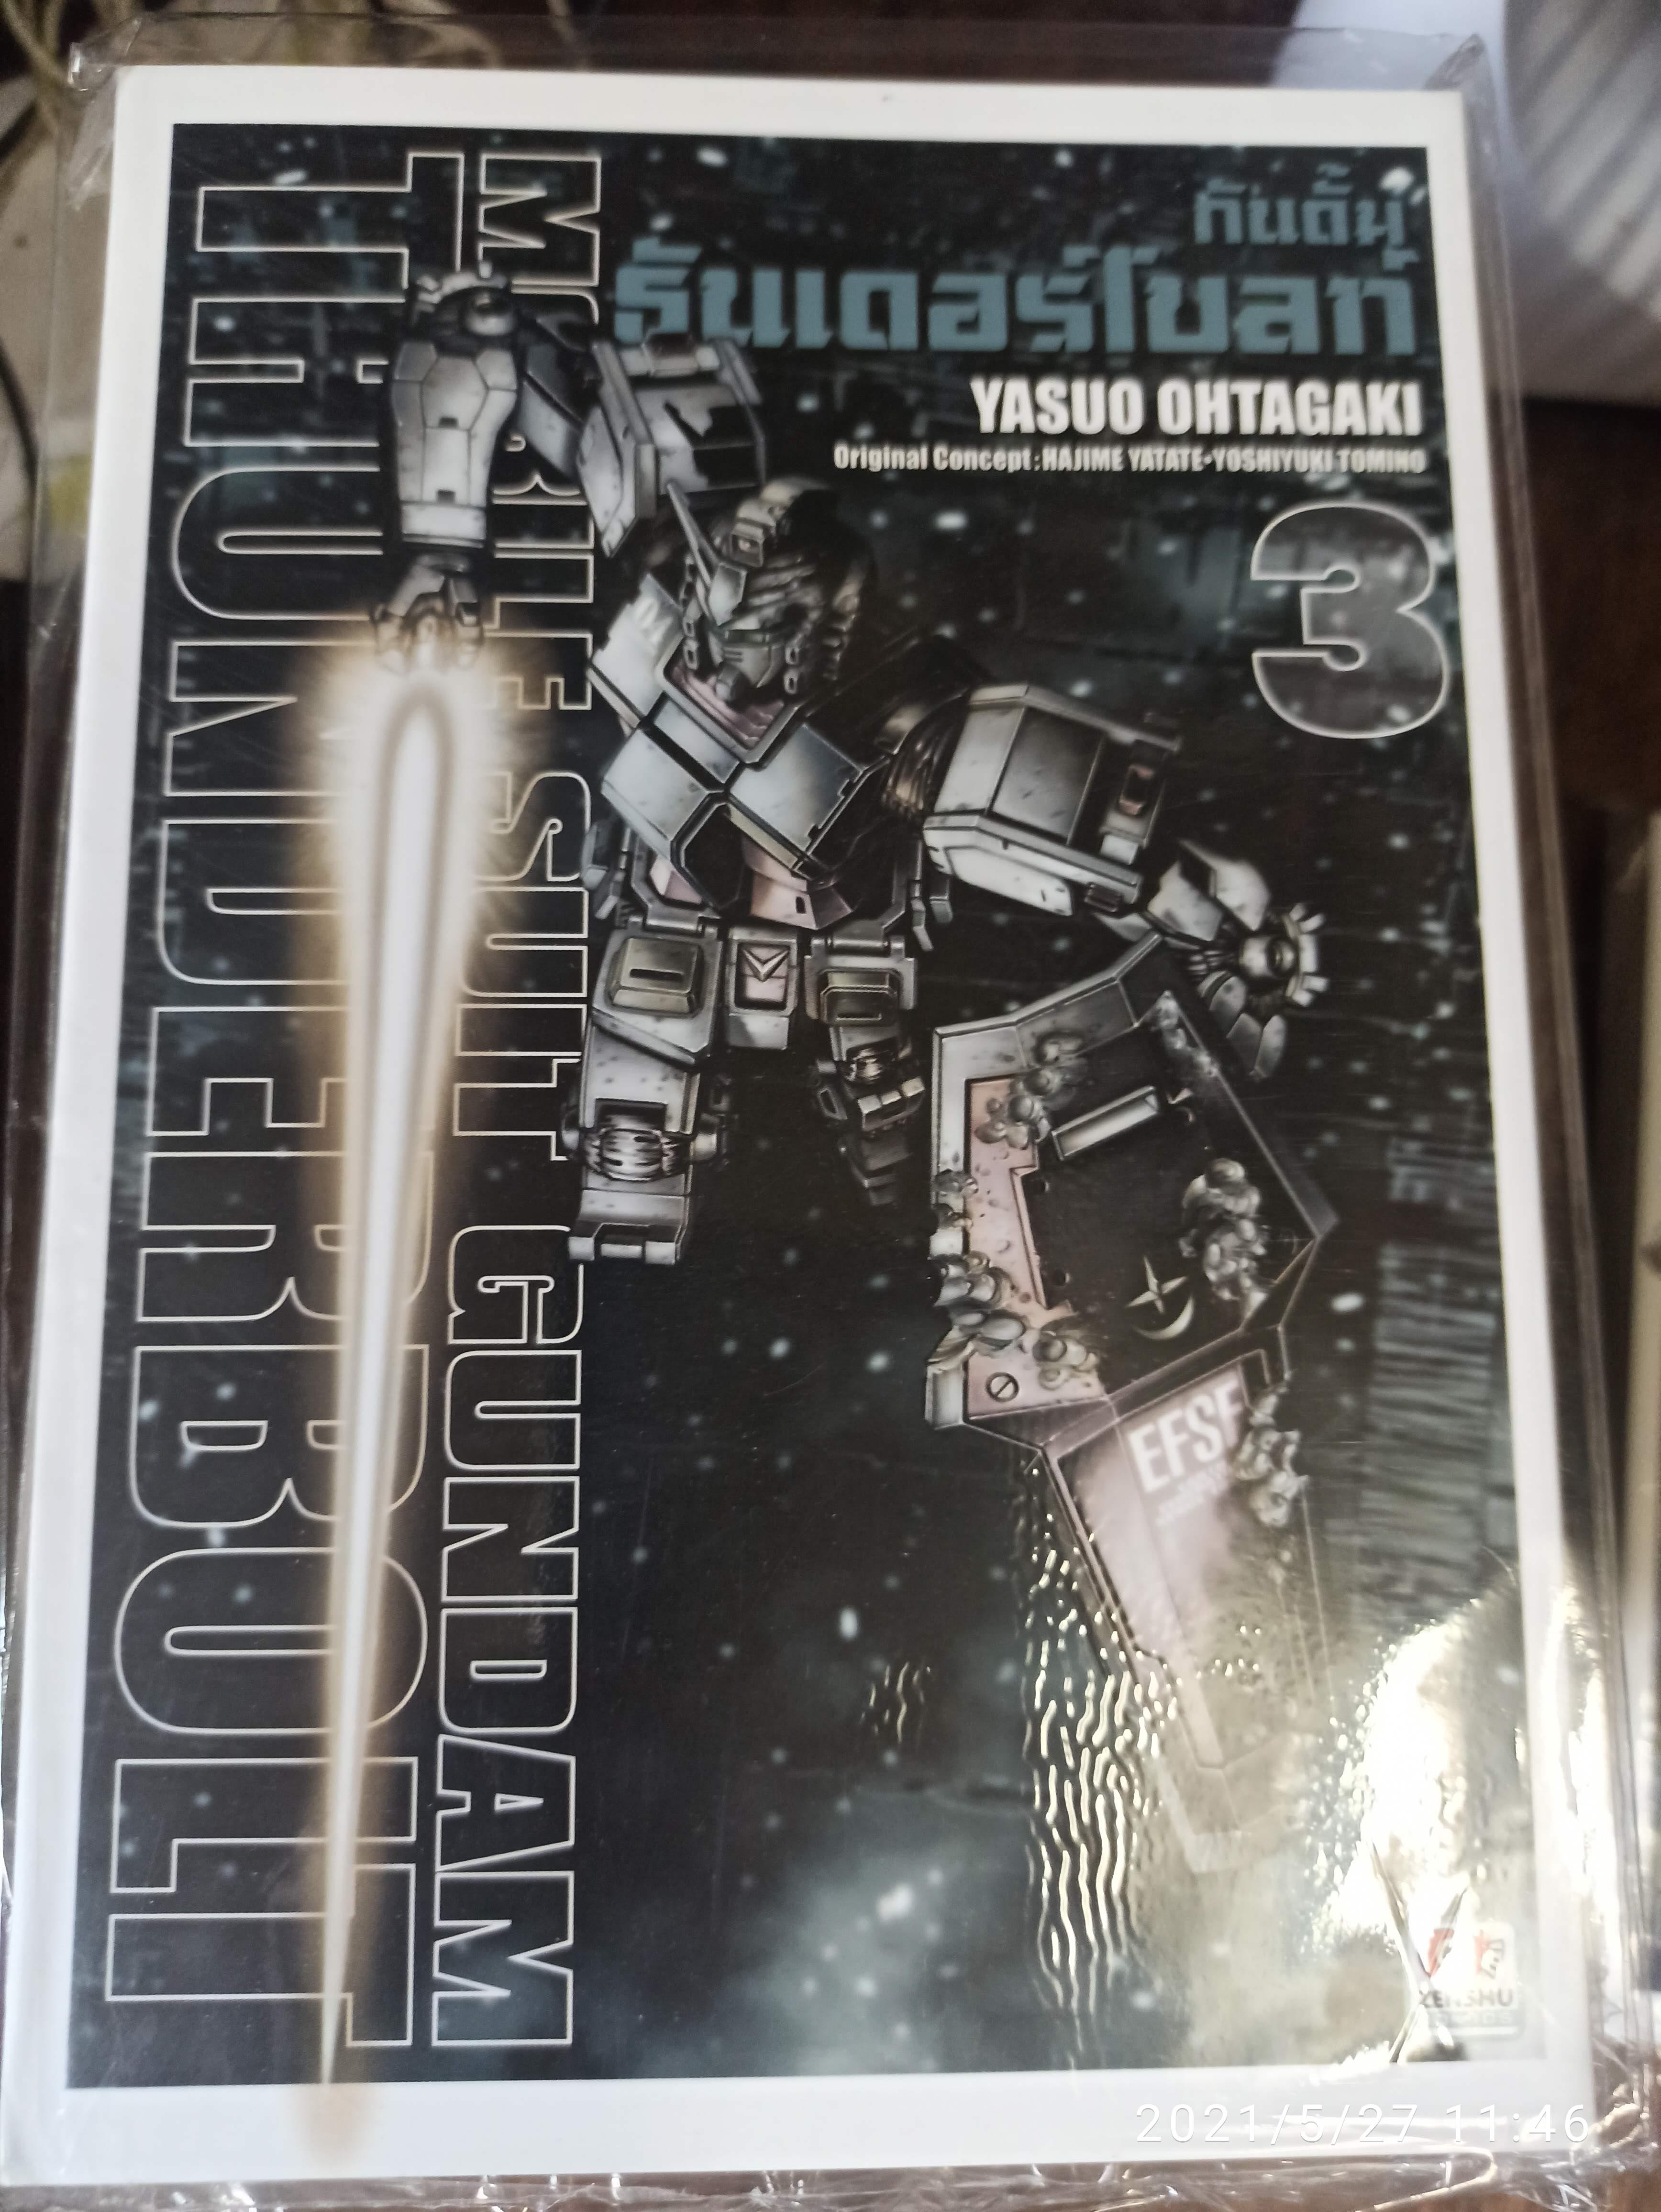 กันดั้ม
ธันเดอร์โบลท์
YASUO OHTAGAKI
Original Concept:HAJIME YATATE・YOSHIYUKI TOMINO
3
MOBILE SUIT GUNDAM
THUNDERBOLT
EFSF
ZENSHU
2021/5/27 11:46